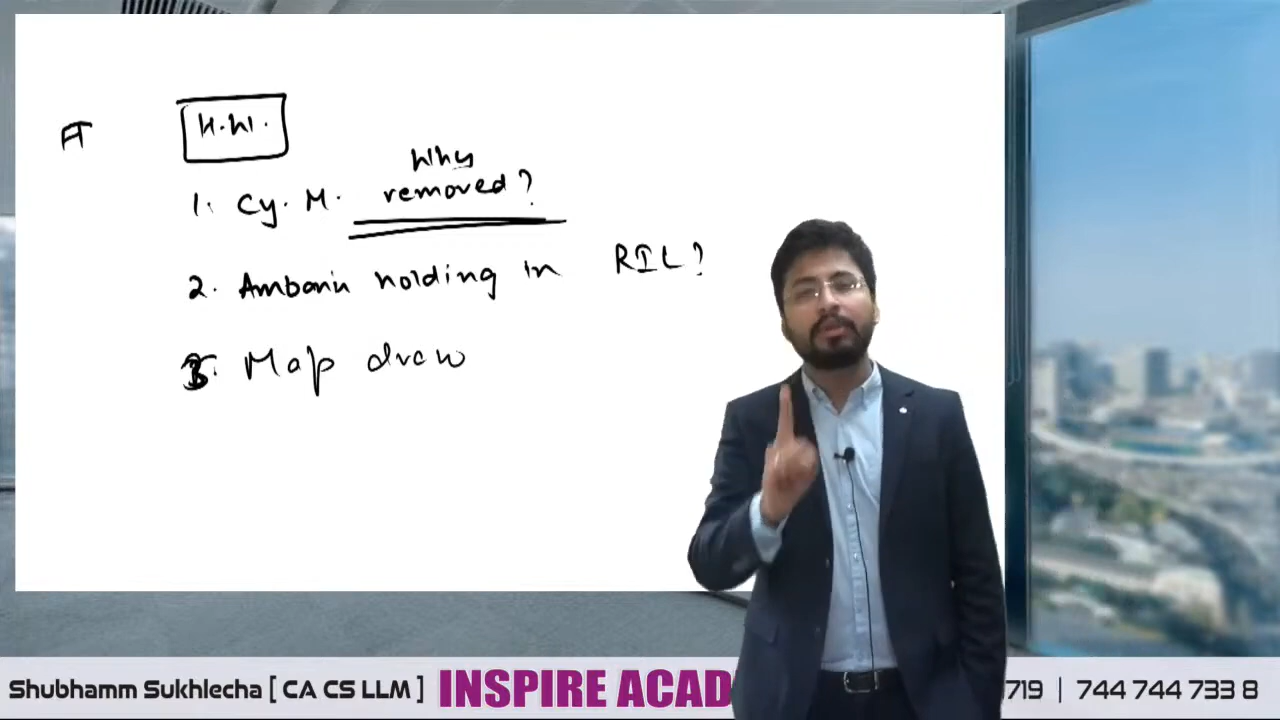 H.W.
Why
1. Cy. M. removed?
2. Ambani holding in RIL?
3. Map draw
Shubhamm Sukhlecha [ CA CS LLM ] INSPIRE ACAD 719 | 744 744 733 8